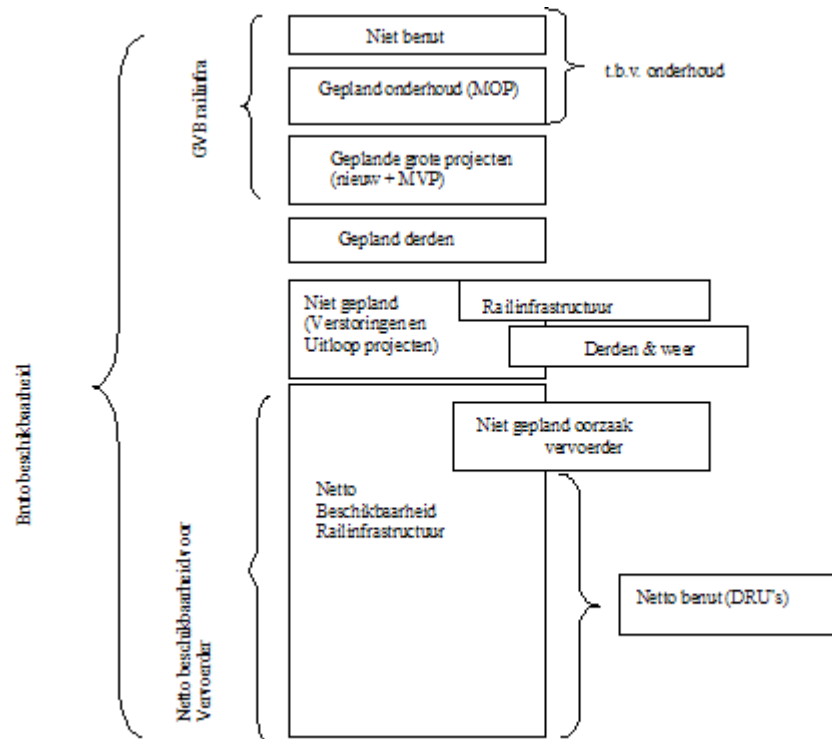 Niet benut
t.b.v. onderhoud
Gepland onderhoud (MOP)
GVB railinfra
Geplande grote projecten
(nieuw + MVP)
Gepland derden
Niet gepland
(Verstoringen en
Uitloop projecten)
Railinfrastructuur
Derden & weer
Bruto beschikbaarheid
Niet gepland oorzaak
vervoerder
Netto
Beschikbaarheid
Railinfrastructuur
Netto beschikbaarheid voor
Vervoerder
Netto benut (DRU's)